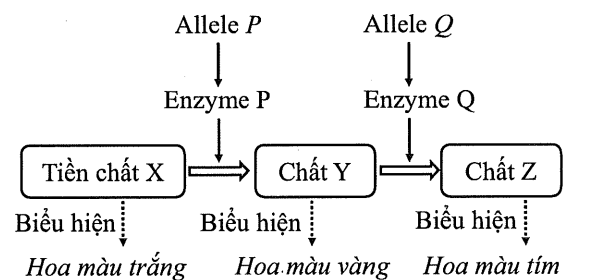 Allele P Allele Q
Enzyme P Enzyme Q
Tiền chất X Chất Y Chất Z
Biểu hiện Biểu hiện Biểu hiện
Hoa màu trắng Hoa màu vàng Hoa màu tím